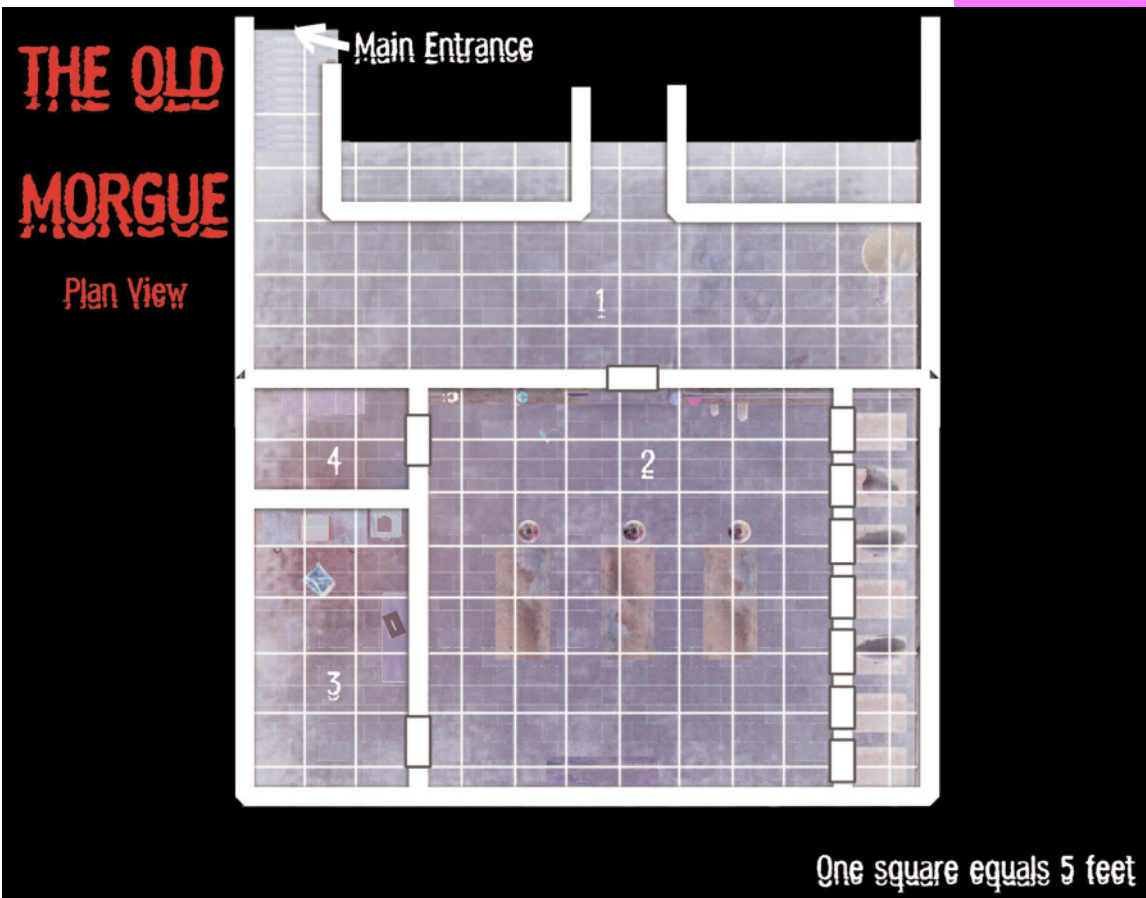 THE OLD
MORGUE
Plan View
Main Entrance
1
2
4
3
One square equals 5 feet